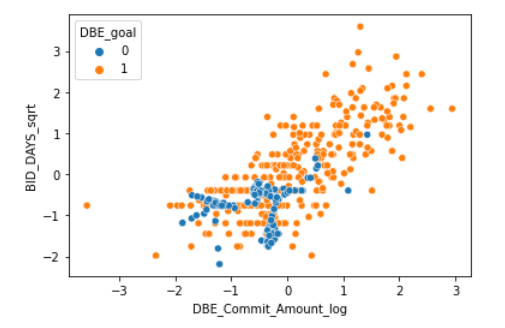 DBE_goal
0
1
3
2
1
0
−1
−2
BID_DAYS_sqrt
−3 −2 −1 0 1 2 3
DBE_Commit_Amount_log